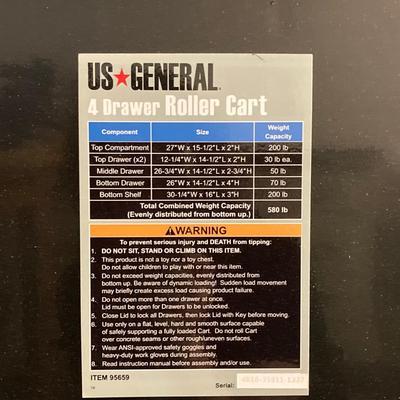 US★GENERAL.
4 Drawer Roller Cart
Component Size Weight Capacity
Top Compartment 27"W x 15-1/2"L x 2"H 200 lb
Top Drawer (x2) 12-1/4"W x 14-1/2"L x 2"H 30 lb ea.
Middle Drawer 26-3/4"W x 14-1/2"L x 2-3/4"H 50 lb
Bottom Drawer 26"W x 14-1/2"L x 4"H 70 lb
Bottom Shelf 30-1/4"W x 16"L x 3"H 200 lb
Total Combined Weight Capacity
(Evenly distributed from bottom up.) 580 lb
WARNING
To prevent serious injury and DEATH from tipping:
1. DO NOT SIT, STAND OR CLIMB ON THIS ITEM.
2. This product is not a toy nor a toy chest.
Do not allow children to play with or near this item.
3. Do not exceed weight capacities, evenly distributed from
bottom up. Be aware of dynamic loading! Sudden load movement
may briefly create excess load causing product failure.
4. Do not open more than one drawer at once.
Lid must be open for Drawers to be unlocked.
5. Close Lid to lock all Drawers, then lock Lid with Key before moving.
6. Use only on a flat, level, hard and smooth surface capable
of safely supporting a fully loaded Cart. Do not roll Cart
over concrete seams or other rough/uneven surfaces.
7. Wear ANSI-approved safety goggles and
heavy-duty work gloves during assembly.
8. Read instruction manual before assembly and/or use.
ITEM 95659
Serial: